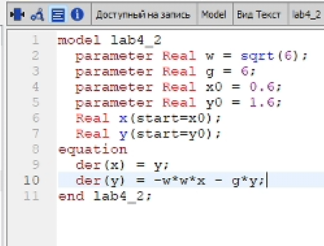 Доступный на запись Model Вид Текст lab4_2
1 model lab4_2
2 parameter Real w = sqrt(6);
3 parameter Real g = 6;
4 parameter Real x0 = 0.6;
5 parameter Real y0 = 1.6;
6 Real x(start=x0);
7 Real y(start=y0);
8 equation
9 der(x) = y;
10 der(y) = -w*w*x - g*y;
11 end lab4_2;